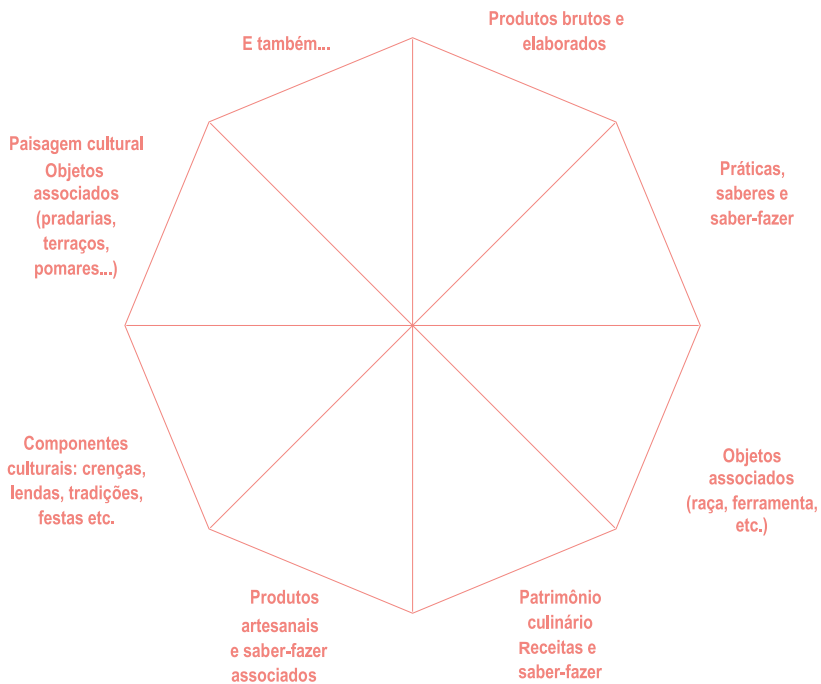 E também...
Produtos brutos e
elaborados
Práticas,
saberes e
saber-fazer
Objetos
associados
(raça, ferramenta,
etc.)
Patrimônio
culinário
Receitas e
saber-fazer
Produtos
artesanais
e saber-fazer
associados
Componentes
culturais: crenças,
lendas, tradições,
festas etc.
Paisagem cultural
Objetos
associados
(pradarias,
terraços,
pomares...)